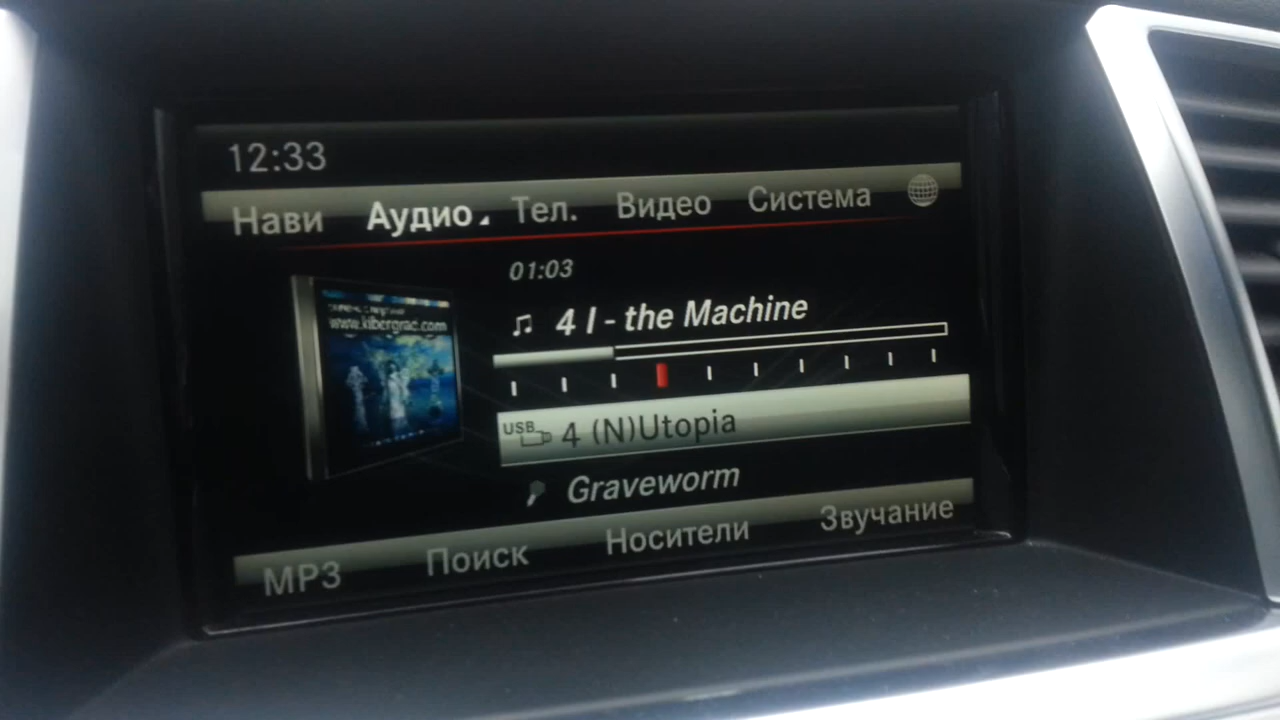 12:33
Нави Аудио Тел. Видео Система
01:03
www.kibergrac.com
4 I - the Machine
USB 4 (N)Utopia
Graveworm
MP3 Поиск Носители Звучание